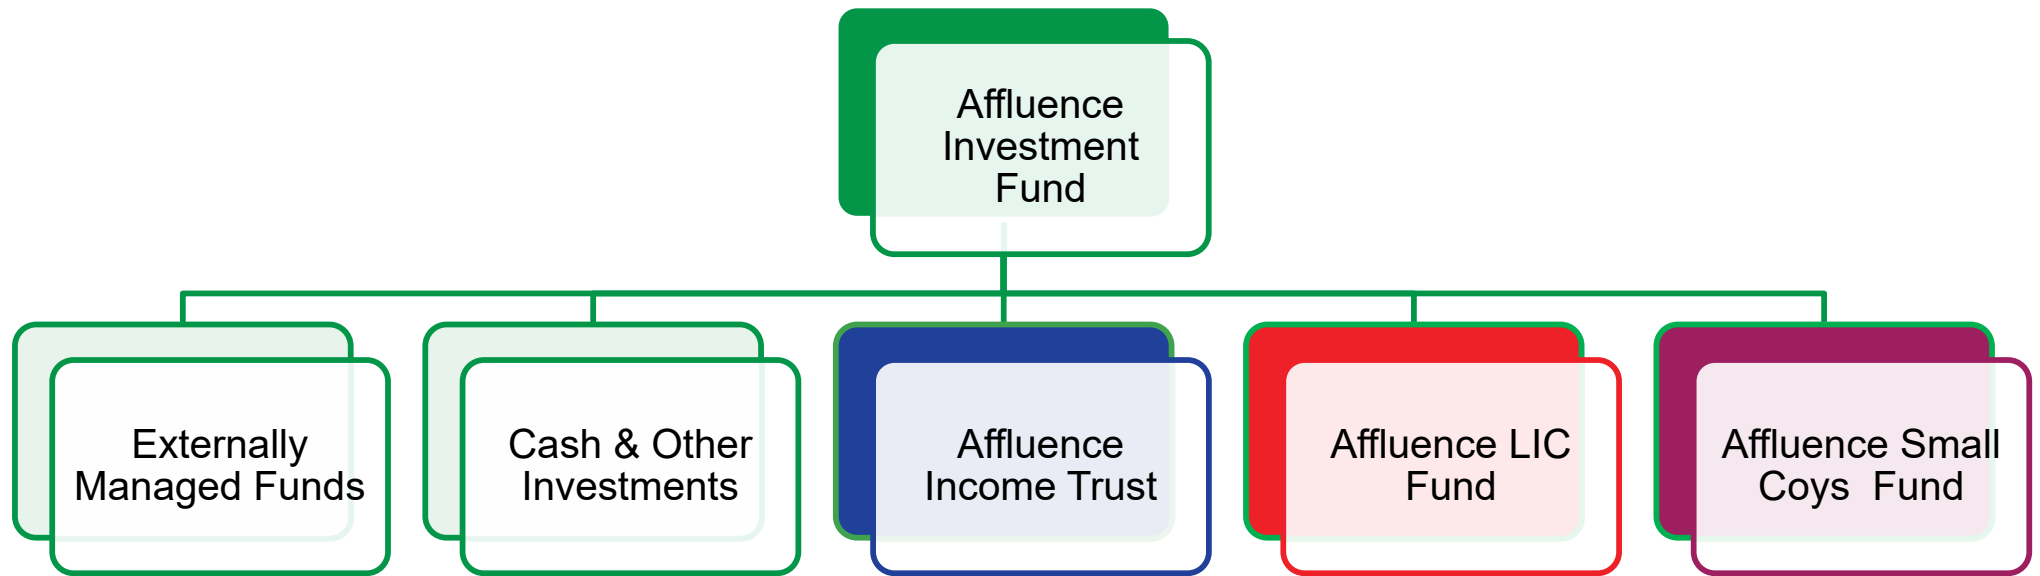 Affluence
Investment
Fund
Externally
Managed Funds
Cash & Other
Investments
Affluence
Income Trust
Affluence LIC
Fund
Affluence Small
Coys  Fund